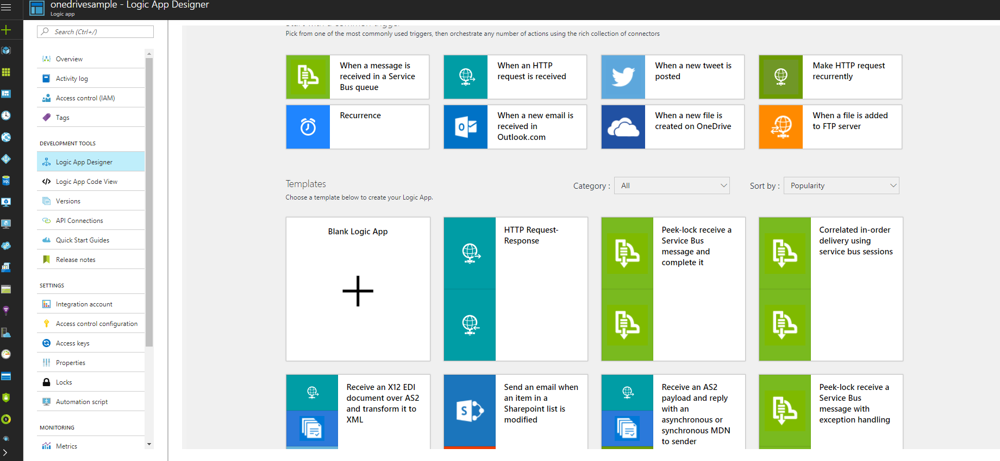 onedrivesample - Logic App Designer
Logic app
Search (Ctrl+/)
Overview
Activity log
Access control (IAM)
Tags
DEVELOPMENT TOOLS
Logic App Designer
Logic App Code View
Versions
API Connections
Quick Start Guides
Release notes
SETTINGS
Integration account
Access control configuration
Access keys
Properties
Locks
Automation script
MONITORING
Metrics
Start with a common trigger
Pick from one of the most commonly used triggers, then orchestrate any number of actions using the rich collection of connectors
When a message is
received in a Service
Bus queue
When an HTTP
request is received
When a new tweet is
posted
Make HTTP request
recurrently
Recurrence
When a new email is
received in
Outlook.com
When a new file is
created on OneDrive
When a file is added
to FTP server
Templates
Choose a template below to create your Logic App.
Category :
All
Sort by :
Popularity
Blank Logic App
HTTP Request-
Response
Peek-lock receive a
Service Bus
message and
complete it
Correlated in-order
delivery using
service bus sessions
Receive an X12 EDI
document over AS2
and transform it to
XML
Send an email when
an item in a
Sharepoint list is
modified
Receive an AS2
payload and reply
with an
asynchronous or
synchronous MDN
to sender
Peek-lock receive a
Service Bus
message with
exception handling